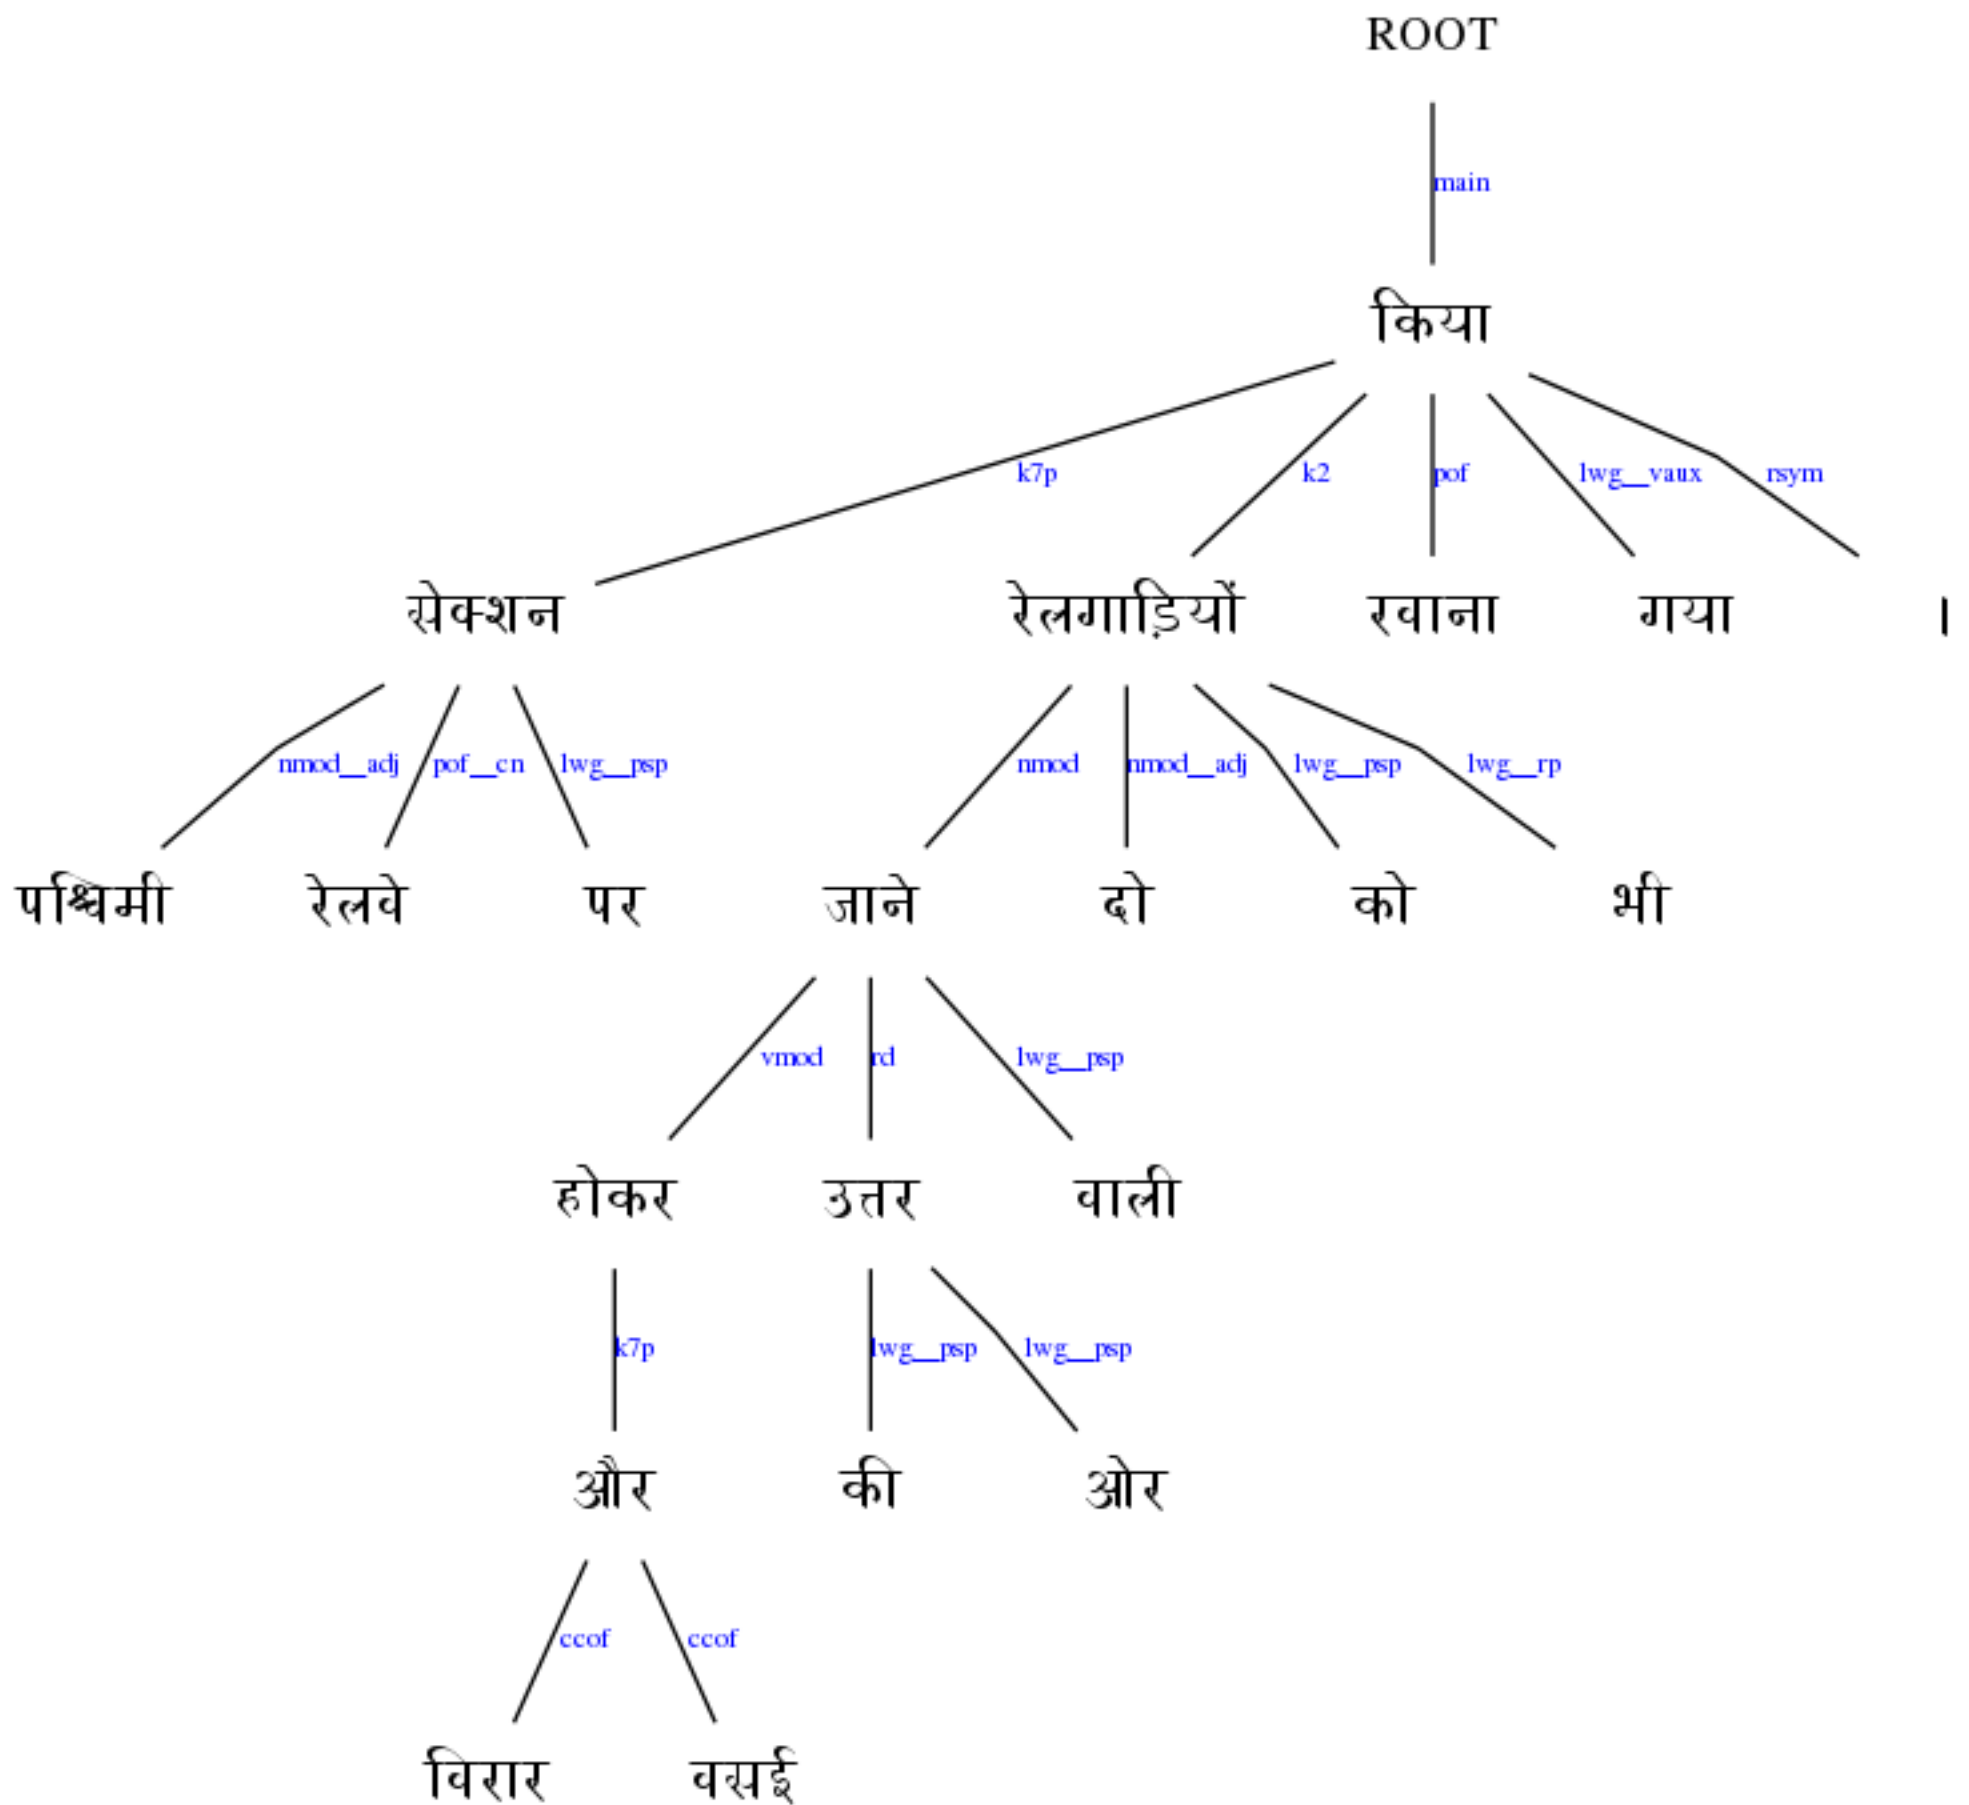 ROOT
main
किया
k7p k2 pof lwg__vaux rsym
सेक्शन रेलगाड़ियों रवाना गया ।
nmod__adj pof__cn lwg__psp nmod nmod__adj lwg__psp lwg__rp
पश्चिमी रेलवे पर जाने दो को भी
vmod rd lwg__psp
होकर उत्तर वाली
k7p lwg__psp lwg__psp
और की ओर
ccof ccof
विरार वसई